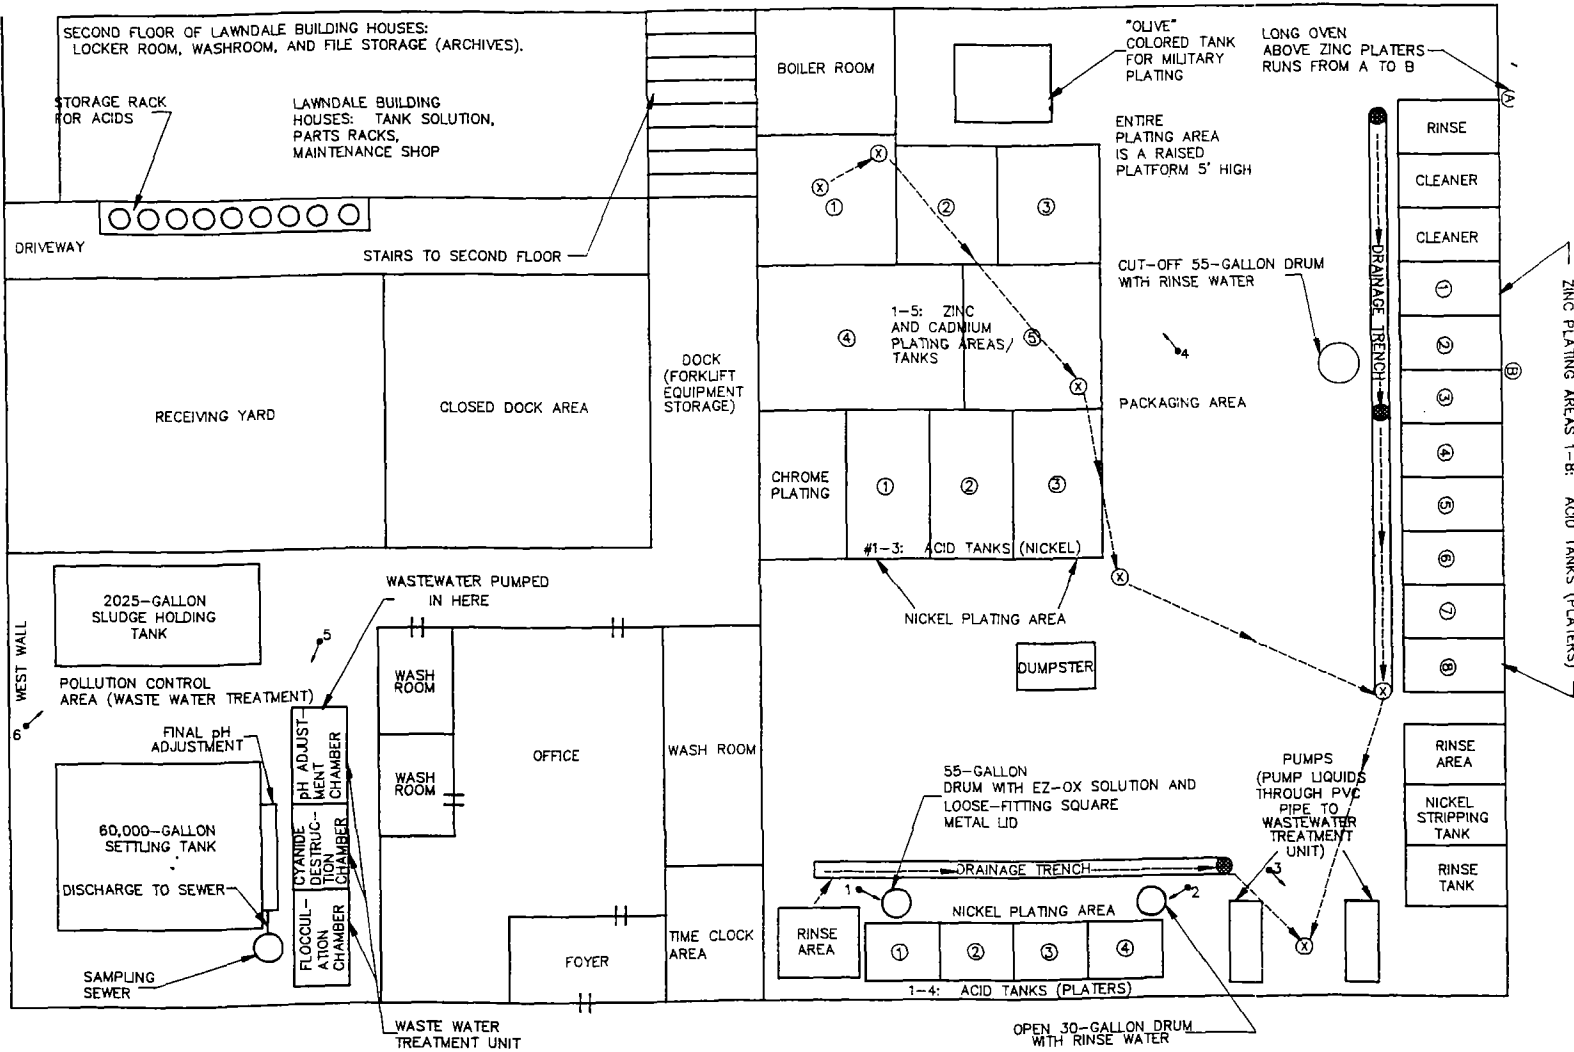 SECOND FLOOR OF LAWNDALE BUILDING HOUSES:
LOCKER ROOM, WASHROOM, AND FILE STORAGE (ARCHIVES).
STORAGE RACK
FOR ACIDS
LAWNDALE BUILDING
HOUSES: TANK SOLUTION,
PARTS RACKS,
MAINTENANCE SHOP
DRIVEWAY
STAIRS TO SECOND FLOOR
RECEIVING YARD
CLOSED DOCK AREA
DOCK
(FORKLIFT
EQUIPMENT
STORAGE)
BOILER ROOM
"OLIVE"
COLORED TANK
FOR MILITARY
PLATING
LONG OVEN
ABOVE ZINC PLATERS
RUNS FROM A TO B
A
ENTIRE
PLATING AREA
IS A RAISED
PLATFORM 5' HIGH
X
X
1
2
3
1-5: ZINC
AND CADMIUM
PLATING AREAS/
TANKS
4
5
X
CUT-OFF 55-GALLON DRUM
WITH RINSE WATER
4
PACKAGING AREA
DRAINAGE TRENCH
RINSE
CLEANER
CLEANER
1
2
3
4
5
6
7
8
B
ZINC PLATING AREAS 1-8: ACID TANKS (PLATERS)
CHROME
PLATING
1
2
3
#1-3: ACID TANKS (NICKEL)
NICKEL PLATING AREA
X
X
DUMPSTER
WEST WALL
2025-GALLON
SLUDGE HOLDING
TANK
WASTEWATER PUMPED
IN HERE
5
POLLUTION CONTROL
AREA (WASTE WATER TREATMENT)
6
FINAL pH
ADJUSTMENT
60,000-GALLON
SETTLING TANK
DISCHARGE TO SEWER
SAMPLING
SEWER
pH ADJUST-
MENT
CHAMBER
CYANIDE
DESTRUC-
TION
CHAMBER
FLOCCUL-
ATION
CHAMBER
WASTE WATER
TREATMENT UNIT
WASH
ROOM
WASH
ROOM
OFFICE
FOYER
WASH ROOM
TIME CLOCK
AREA
55-GALLON
DRUM WITH EZ-OX SOLUTION AND
LOOSE-FITTING SQUARE
METAL LID
PUMPS
(PUMP LIQUIDS
THROUGH PVC
PIPE TO
WASTEWATER
TREATMENT
UNIT)
RINSE
AREA
NICKEL
STRIPPING
TANK
RINSE
TANK
DRAINAGE TRENCH
1
2
3
NICKEL PLATING AREA
RINSE
AREA
1
2
3
4
X
1-4: ACID TANKS (PLATERS)
OPEN 30-GALLON DRUM
WITH RINSE WATER